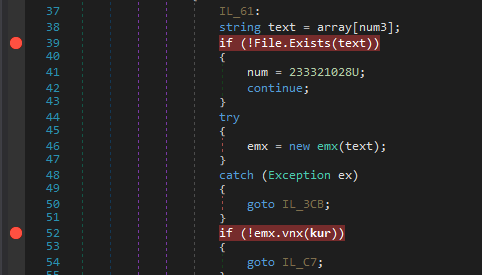 37 IL_61:
38 string text = array[num3];
39 if (!File.Exists(text))
40 {
41 num = 233321028U;
42 continue;
43 }
44 try
45 {
46 emx = new emx(text);
47 }
48 catch (Exception ex)
49 {
50 goto IL_3CB;
51 }
52 if (!emx.vnx(kur))
53 {
54 goto IL_C7;
55 }